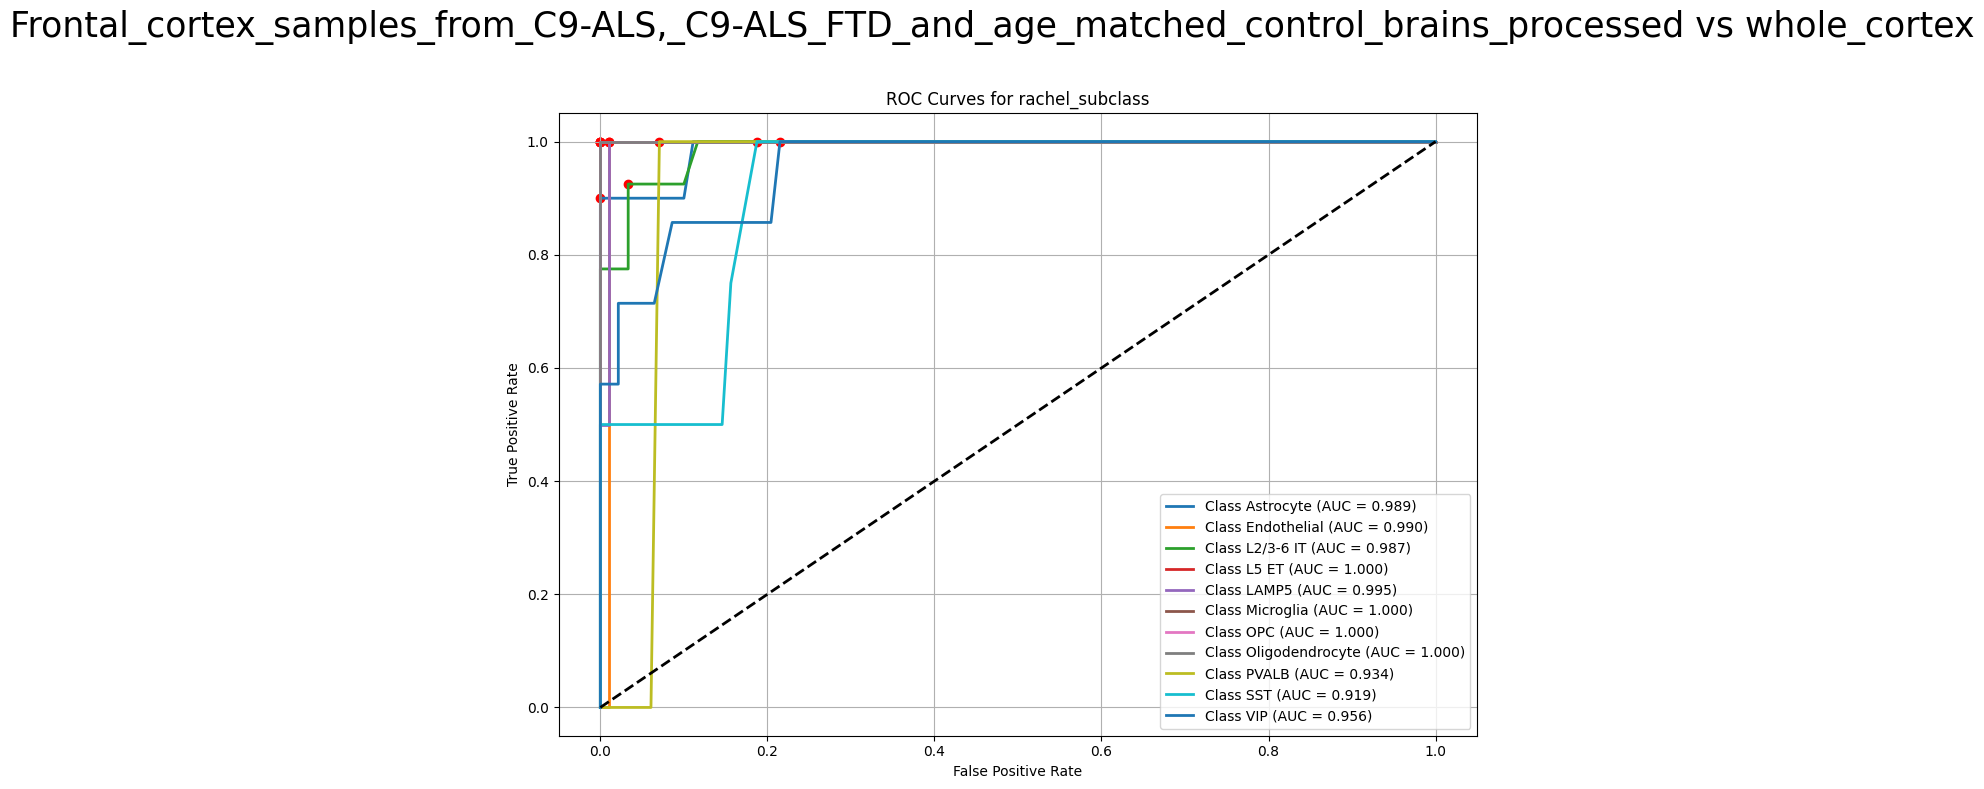 Frontal_cortex_samples_from_C9-ALS,_C9-ALS_FTD_and_age_matched_control_brains_processed vs whole_cortex
ROC Curves for rachel_subclass
1.0
0.8
0.6
0.4
0.2
0.0
True Positive Rate
Class Astrocyte (AUC = 0.989)
Class Endothelial (AUC = 0.990)
Class L2/3-6 IT (AUC = 0.987)
Class L5 ET (AUC = 1.000)
Class LAMP5 (AUC = 0.995)
Class Microglia (AUC = 1.000)
Class OPC (AUC = 1.000)
Class Oligodendrocyte (AUC = 1.000)
Class PVALB (AUC = 0.934)
Class SST (AUC = 0.919)
Class VIP (AUC = 0.956)
0.0 0.2 0.4 0.6 0.8 1.0
False Positive Rate